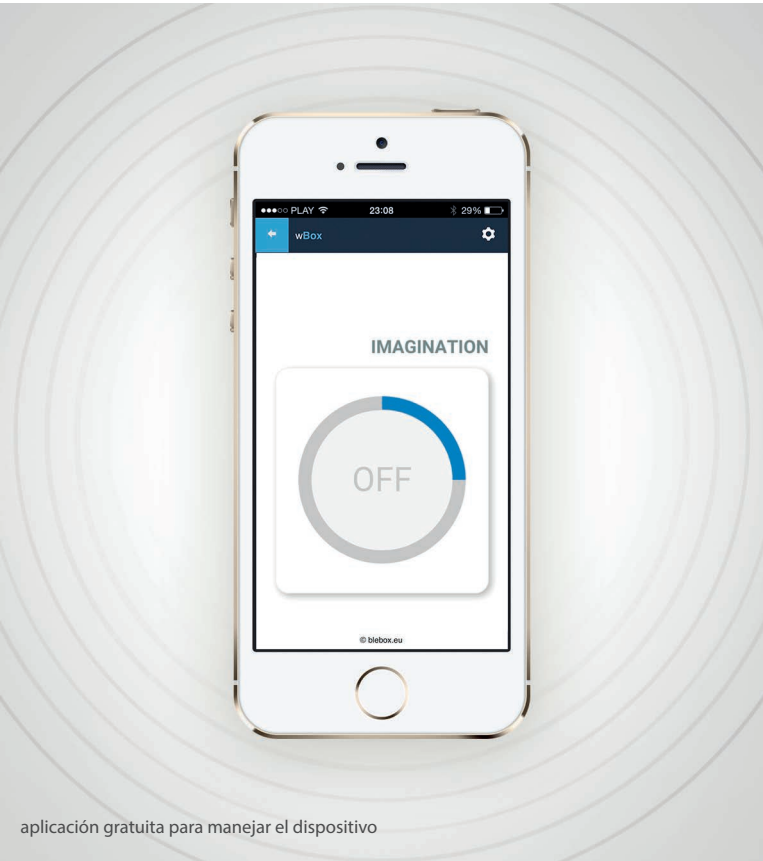 PLAY 23:08 29%
wBox
IMAGINATION
OFF
© blebox.eu
aplicación gratuita para manejar el dispositivo